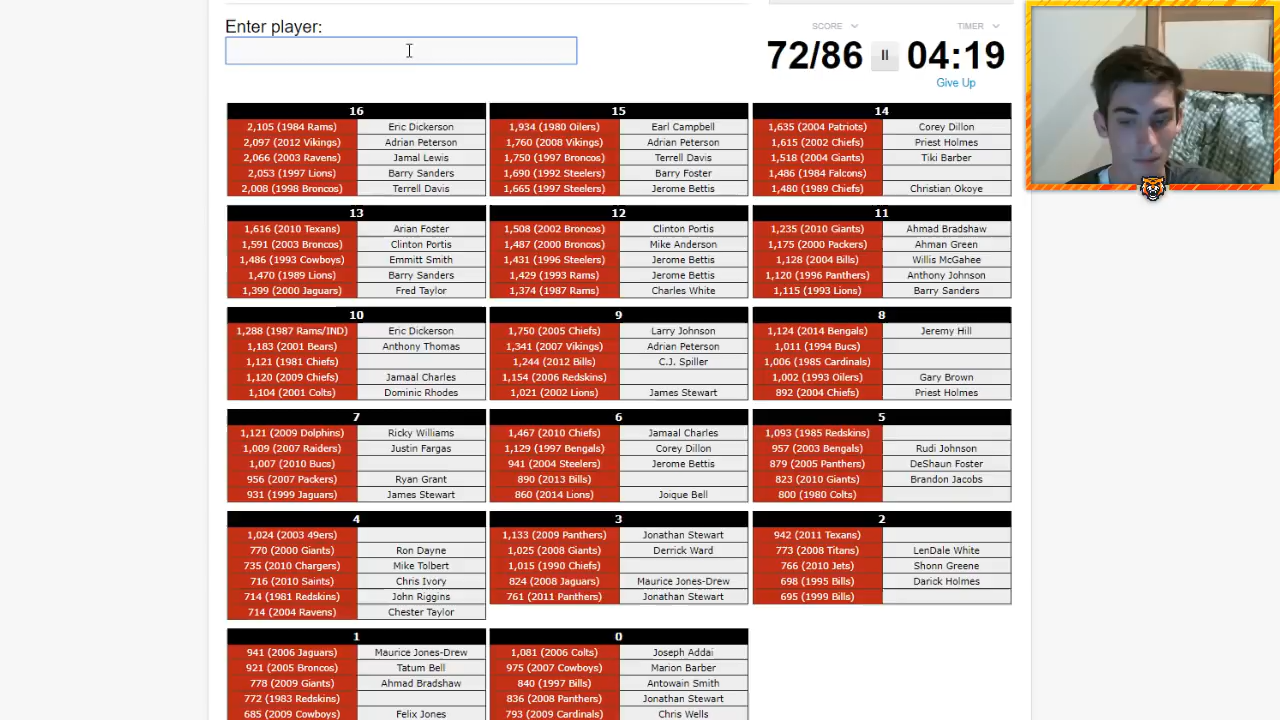 Enter player:
SCORE
TIMER
72/86
04:19
Give Up
16
2,105 (1984 Rams) Eric Dickerson
2,097 (2012 Vikings) Adrian Peterson
2,066 (2003 Ravens) Jamal Lewis
2,053 (1997 Lions) Barry Sanders
2,008 (1998 Broncos) Terrell Davis
15
1,934 (1980 Oilers) Earl Campbell
1,760 (2008 Vikings) Adrian Peterson
1,750 (1997 Broncos) Terrell Davis
1,690 (1992 Steelers) Barry Foster
1,665 (1997 Steelers) Jerome Bettis
14
1,635 (2004 Patriots) Corey Dillon
1,615 (2002 Chiefs) Priest Holmes
1,518 (2004 Giants) Tiki Barber
1,486 (1984 Falcons)
1,480 (1989 Chiefs) Christian Okoye
13
1,616 (2010 Texans) Arian Foster
1,591 (2003 Broncos) Clinton Portis
1,486 (1993 Cowboys) Emmitt Smith
1,470 (1989 Lions) Barry Sanders
1,399 (2000 Jaguars) Fred Taylor
12
1,508 (2002 Broncos) Clinton Portis
1,487 (2000 Broncos) Mike Anderson
1,431 (1996 Steelers) Jerome Bettis
1,429 (1993 Rams) Jerome Bettis
1,374 (1987 Rams) Charles White
11
1,235 (2010 Giants) Ahmad Bradshaw
1,175 (2000 Packers) Ahman Green
1,128 (2004 Bills) Willis McGahee
1,120 (1996 Panthers) Anthony Johnson
1,115 (1993 Lions) Barry Sanders
10
1,288 (1987 Rams/IND) Eric Dickerson
1,183 (2001 Bears) Anthony Thomas
1,121 (1981 Chiefs)
1,120 (2009 Chiefs) Jamaal Charles
1,104 (2001 Colts) Dominic Rhodes
9
1,750 (2005 Chiefs) Larry Johnson
1,341 (2007 Vikings) Adrian Peterson
1,244 (2012 Bills) C.J. Spiller
1,154 (2006 Redskins)
1,021 (2002 Lions) James Stewart
8
1,124 (2014 Bengals) Jeremy Hill
1,011 (1994 Bucs)
1,006 (1985 Cardinals)
1,002 (1993 Oilers) Gary Brown
892 (2004 Chiefs) Priest Holmes
7
1,121 (2009 Dolphins) Ricky Williams
1,009 (2007 Raiders) Justin Fargas
1,007 (2010 Bucs)
956 (2007 Packers) Ryan Grant
931 (1999 Jaguars) James Stewart
6
1,467 (2010 Chiefs) Jamaal Charles
1,129 (1997 Bengals) Corey Dillon
941 (2004 Steelers) Jerome Bettis
890 (2013 Bills)
860 (2014 Lions) Joique Bell
5
1,093 (1985 Redskins)
957 (2003 Bengals) Rudi Johnson
879 (2005 Panthers) DeShaun Foster
823 (2010 Giants) Brandon Jacobs
800 (1980 Colts)
4
1,024 (2003 49ers)
770 (2000 Giants) Ron Dayne
735 (2010 Chargers) Mike Tolbert
716 (2010 Saints) Chris Ivory
714 (1981 Redskins) John Riggins
714 (2004 Ravens) Chester Taylor
3
1,133 (2009 Panthers) Jonathan Stewart
1,025 (2008 Giants) Derrick Ward
1,015 (1990 Chiefs)
824 (2008 Jaguars) Maurice Jones-Drew
761 (2011 Panthers) Jonathan Stewart
2
942 (2011 Texans)
773 (2008 Titans) LenDale White
766 (2010 Jets) Shonn Greene
698 (1995 Bills) Darick Holmes
695 (1999 Bills)
1
941 (2006 Jaguars) Maurice Jones-Drew
921 (2005 Broncos) Tatum Bell
778 (2009 Giants) Ahmad Bradshaw
772 (1983 Redskins)
685 (2009 Cowboys) Felix Jones
0
1,081 (2006 Colts) Joseph Addai
975 (2007 Cowboys) Marion Barber
840 (1997 Bills) Antowain Smith
836 (2008 Panthers) Jonathan Stewart
793 (2009 Cardinals) Chris Wells